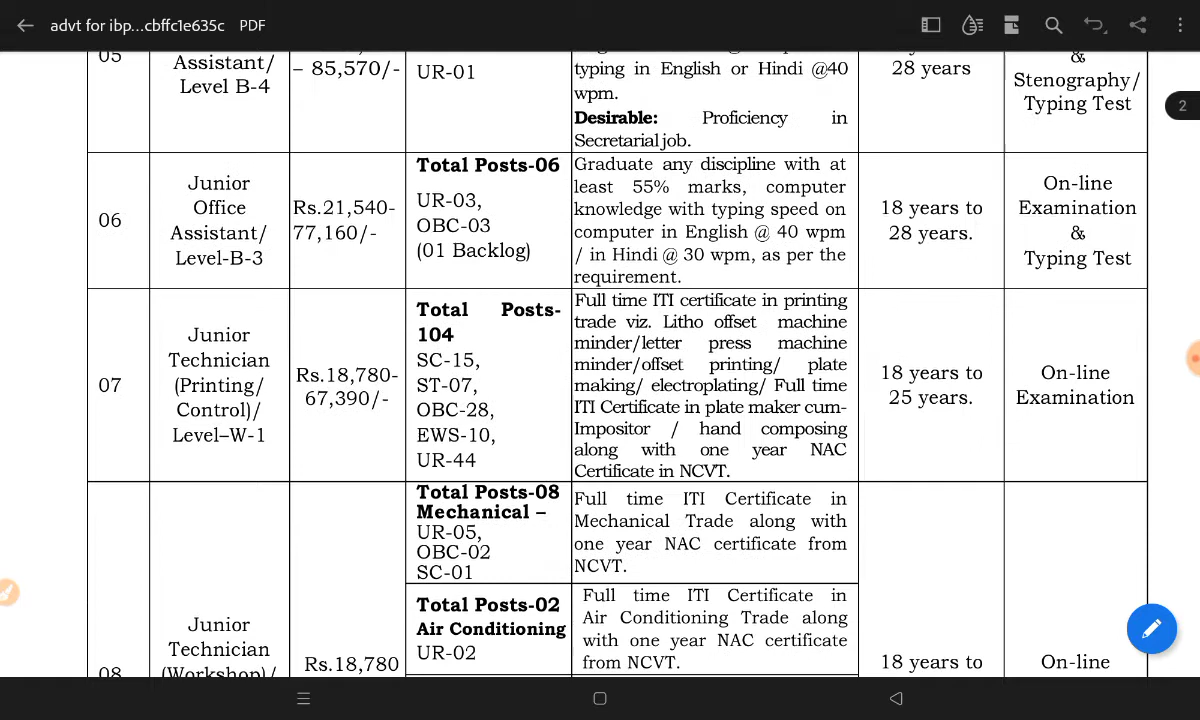 advt for ibp...cbffc1e635c PDF
2
05
Assistant/
Level B-4
– 85,570/-
UR-01
typing in English or Hindi @40
wpm.
Desirable: Proficiency in
Secretarial job.
28 years
&
Stenography/
Typing Test
06
Junior
Office
Assistant/
Level-B-3
Rs.21,540-
77,160/-
Total Posts-06
UR-03,
OBC-03
(01 Backlog)
Graduate any discipline with at
least 55% marks, computer
knowledge with typing speed on
computer in English @ 40 wpm
/ in Hindi @ 30 wpm, as per the
requirement.
18 years to
28 years.
On-line
Examination
&
Typing Test
07
Junior
Technician
(Printing/
Control)/
Level–W-1
Rs.18,780-
67,390/-
Total Posts-
104
SC-15,
ST-07,
OBC-28,
EWS-10,
UR-44
Full time ITI certificate in printing
trade viz. Litho offset machine
minder/letter press machine
minder/offset printing/ plate
making/ electroplating/ Full time
ITI Certificate in plate maker cum-
Impositor / hand composing
along with one year NAC
Certificate in NCVT.
18 years to
25 years.
On-line
Examination
08
Junior
Technician
(Workshop)/
Rs.18,780
Total Posts-08
Mechanical –
UR-05,
OBC-02
SC-01
Full time ITI Certificate in
Mechanical Trade along with
one year NAC certificate from
NCVT.
Total Posts-02
Air Conditioning
UR-02
Full time ITI Certificate in
Air Conditioning Trade along
with one year NAC certificate
from NCVT.
18 years to
On-line